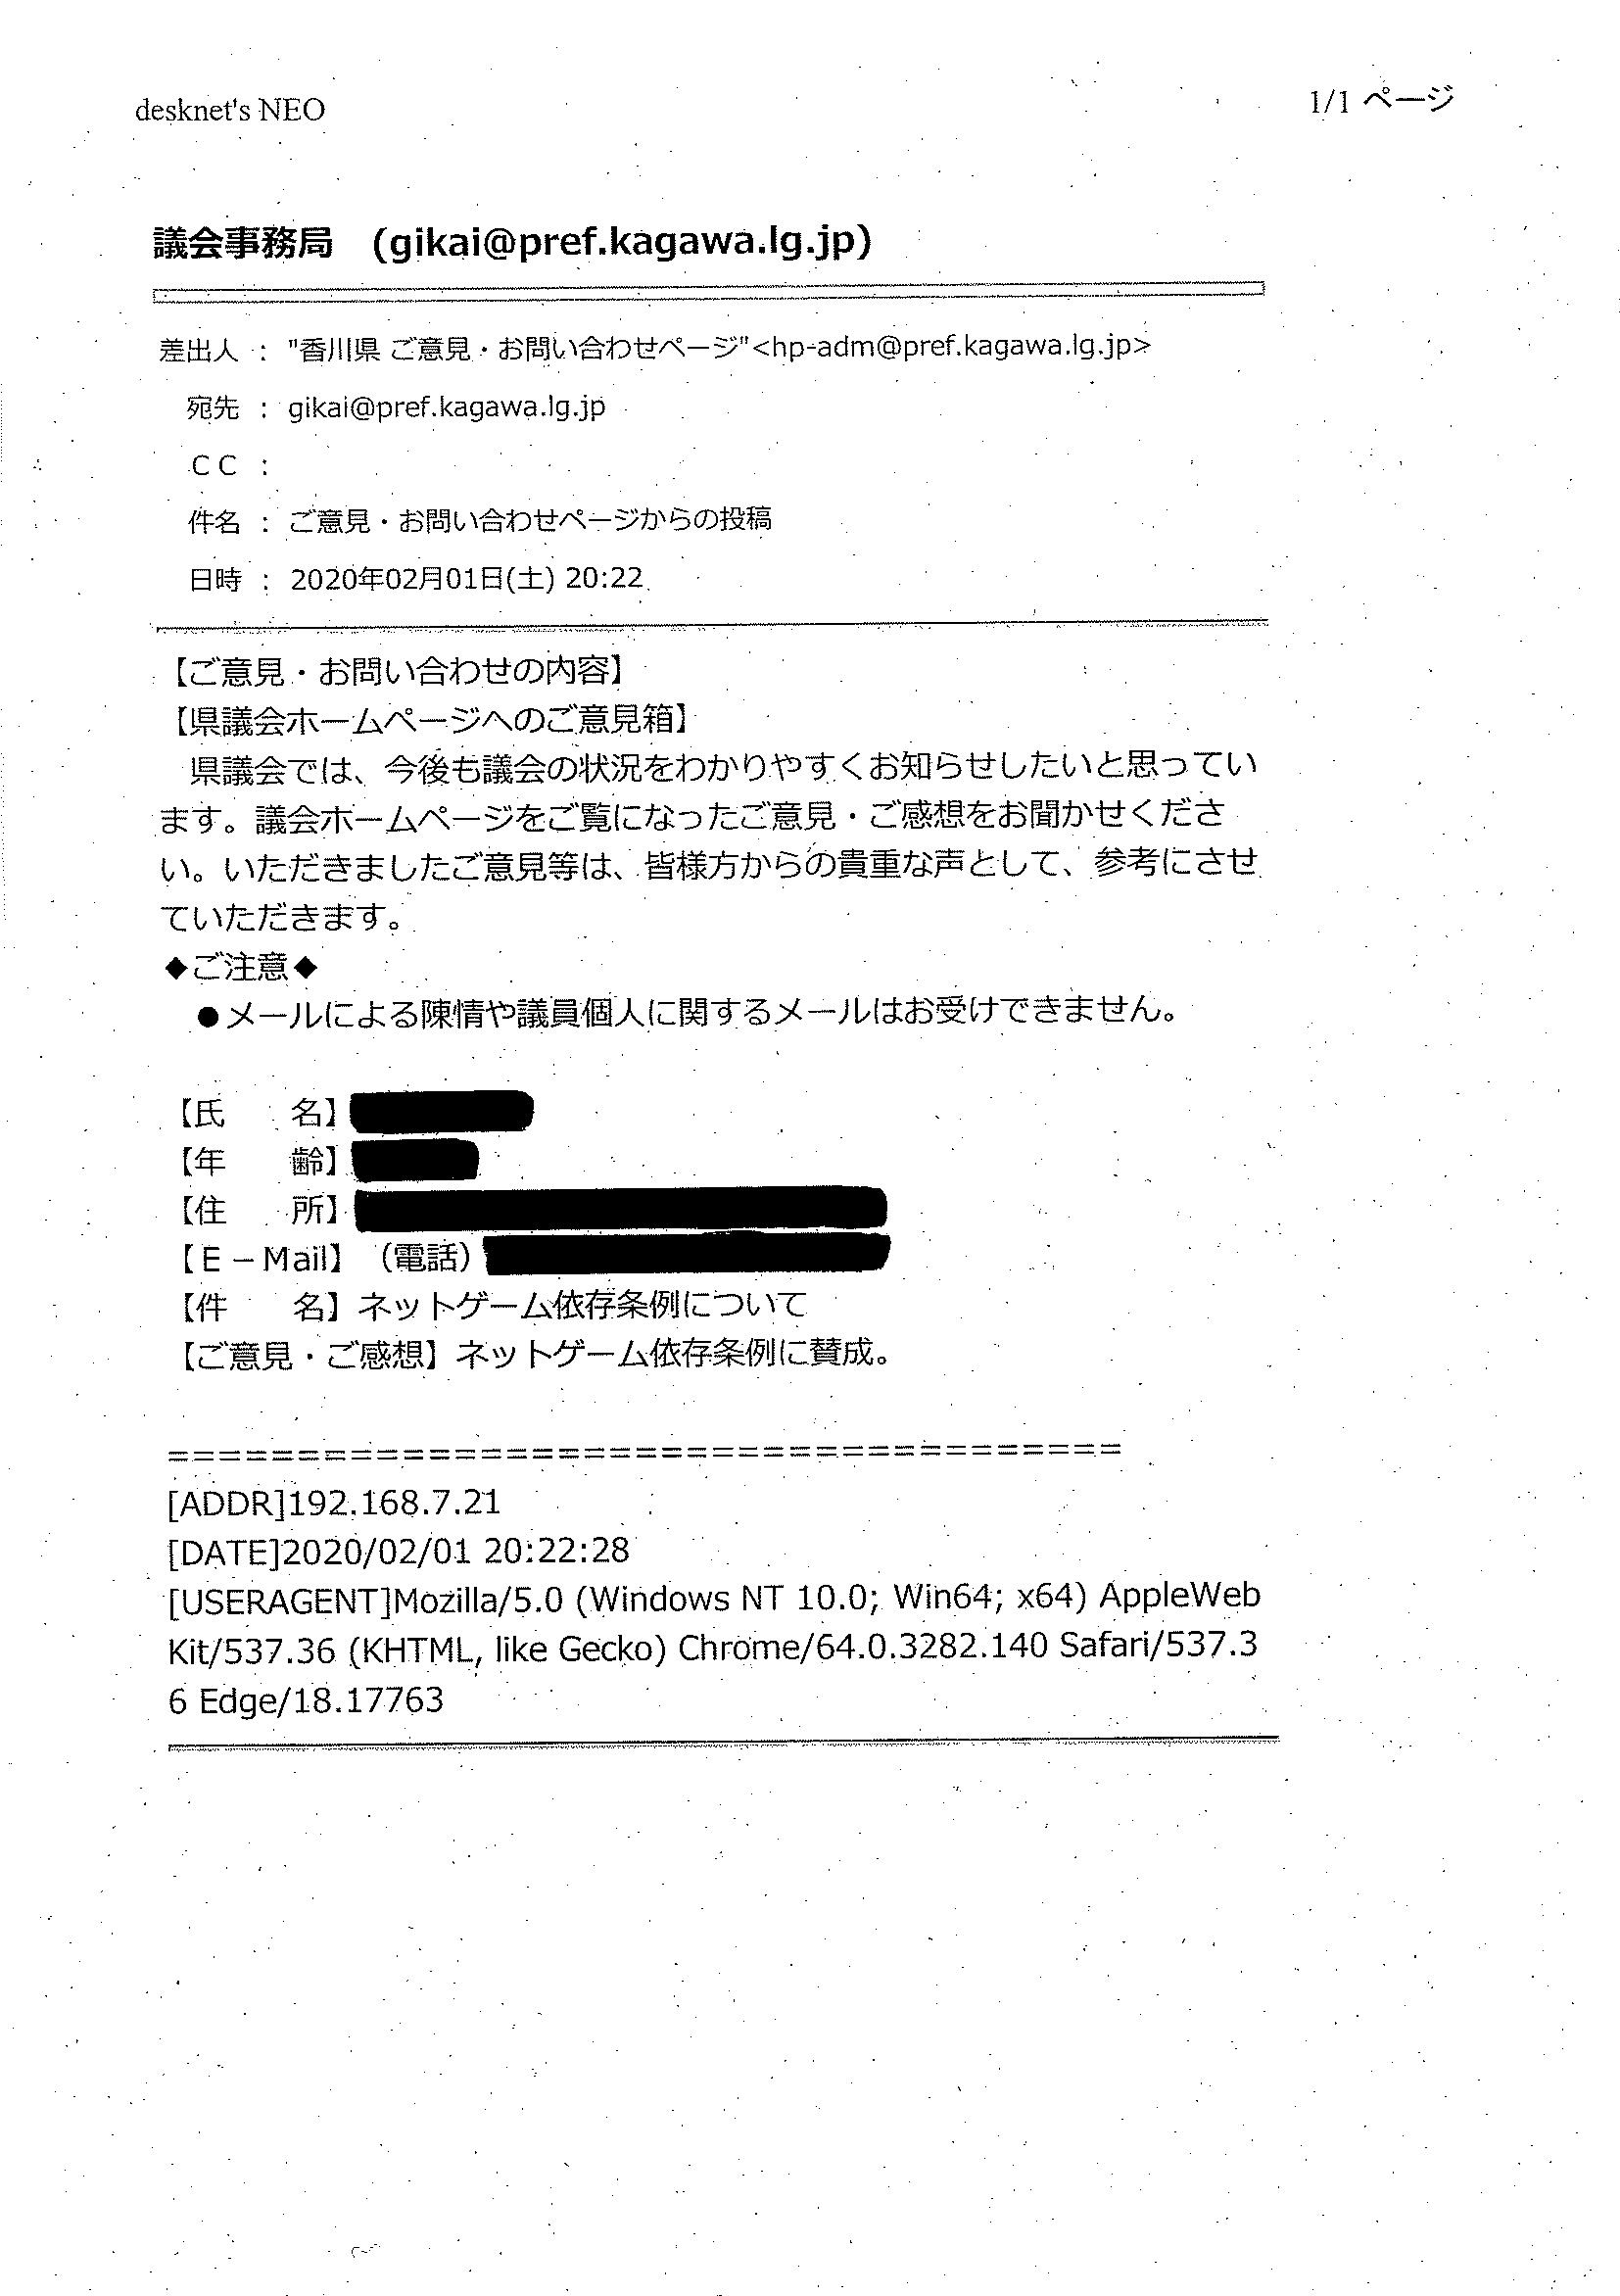 desknet's NEO
1/1 ページ
議会事務局　(gikai@pref.kagawa.lg.jp)
差出人 ： "香川県 ご意見・お問い合わせページ"<hp-adm@pref.kagawa.lg.jp>
宛先 ： gikai@pref.kagawa.lg.jp
ＣＣ ：
件名 ： ご意見・お問い合わせページからの投稿
日時 ： 2020年02月01日(土) 20:22
【ご意見・お問い合わせの内容】
【県議会ホームページへのご意見箱】
　県議会では、今後も議会の状況をわかりやすくお知らせしたいと思ってい
ます。議会ホームページをご覧になったご意見・ご感想をお聞かせくださ
い。いただきましたご意見等は、皆様方からの貴重な声として、参考にさせ
ていただきます。
◆ご注意◆
　●メールによる陳情や議員個人に関するメールはお受けできません。
【氏　　名】
【年　　齢】
【住　　所】
【Ｅ－Mail】（電話）
【件　　名】ネットゲーム依存条例について
【ご意見・ご感想】ネットゲーム依存条例に賛成。
=====================================
[ADDR]192.168.7.21
[DATE]2020/02/01 20:22:28
[USERAGENT]Mozilla/5.0 (Windows NT 10.0; Win64; x64) AppleWeb
Kit/537.36 (KHTML, like Gecko) Chrome/64.0.3282.140 Safari/537.3
6 Edge/18.17763